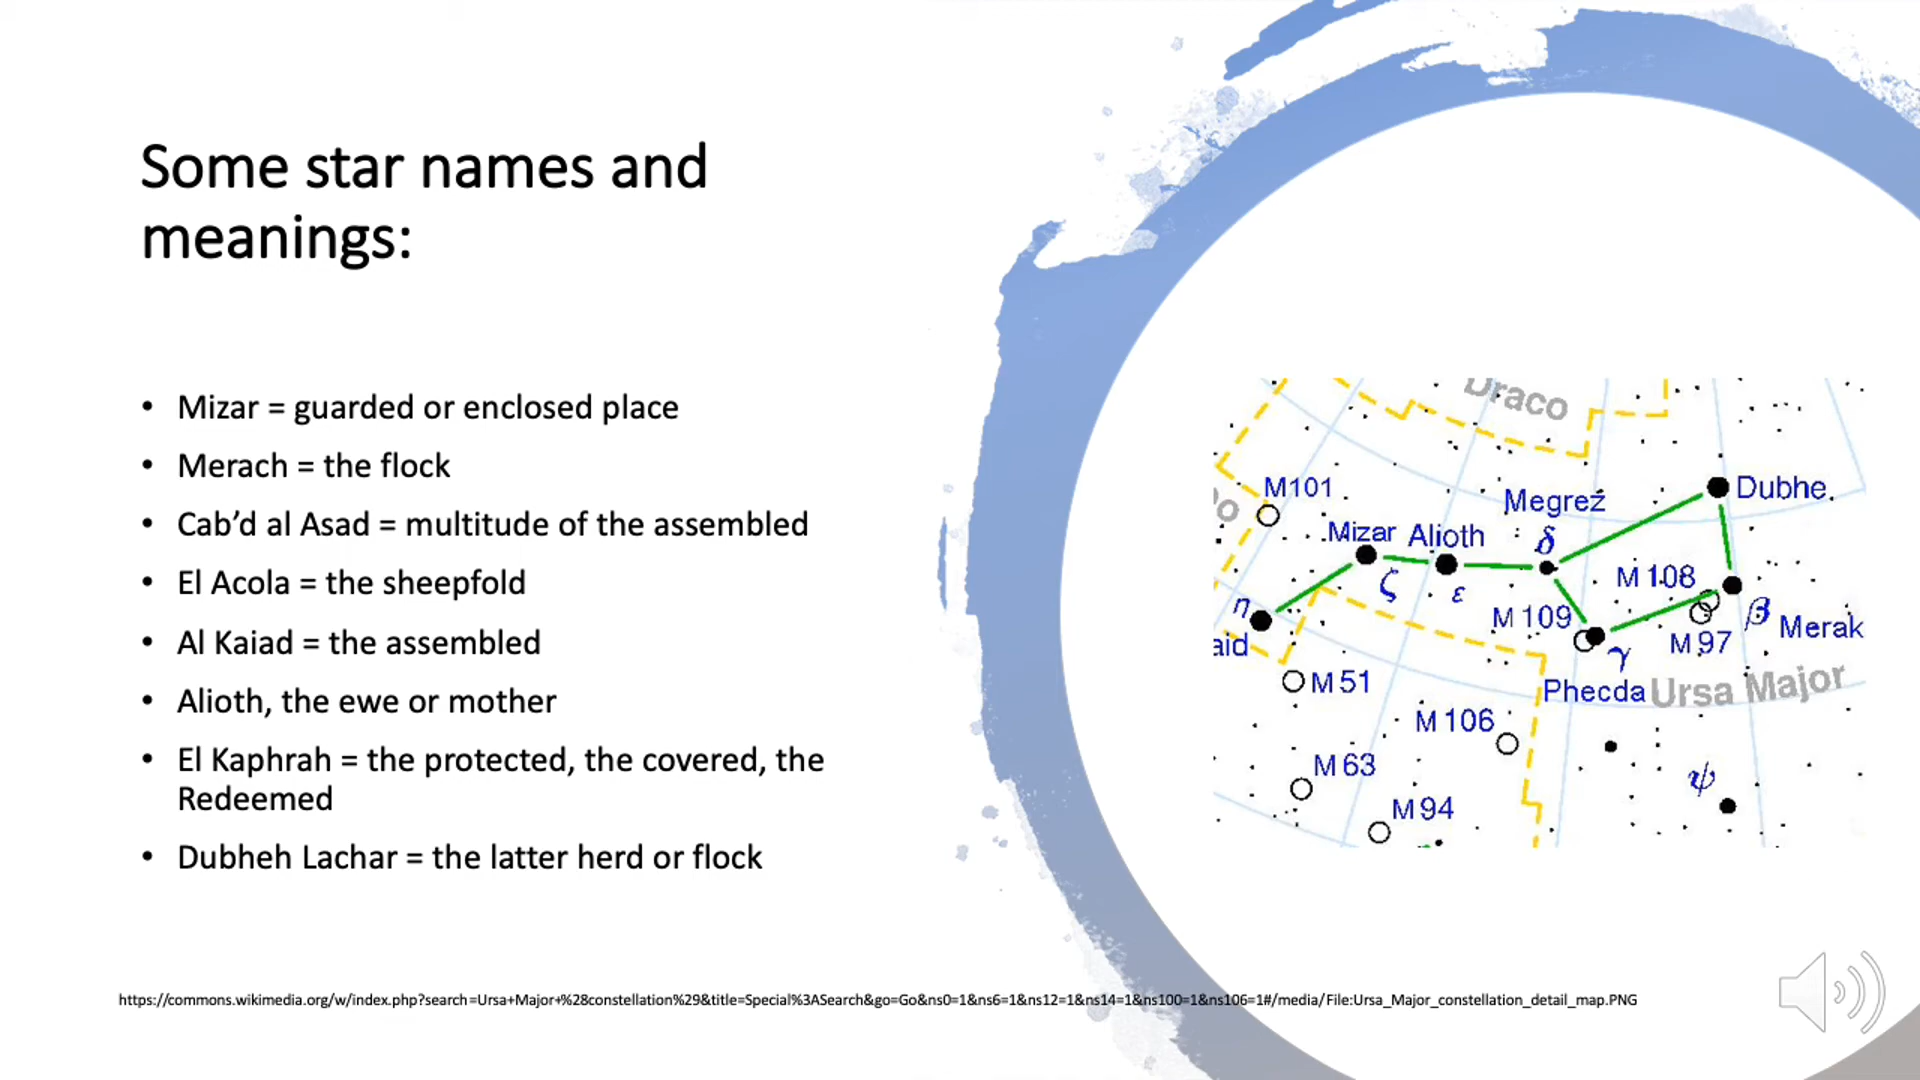 Some star names and
meanings:
• Mizar = guarded or enclosed place
• Merach = the flock
• Cab’d al Asad = multitude of the assembled
• El Acola = the sheepfold
• Al Kaiad = the assembled
• Alioth, the ewe or mother
• El Kaphrah = the protected, the covered, the
Redeemed
• Dubheh Lachar = the latter herd or flock
Draco
M101
Megrez
Dubhe
Mizar
Alioth
δ
ζ
ε
M 108
M 109
η
β
Merak
M 97
γ
aid
M 51
Phecda
Ursa Major
M 106
M 63
ψ
M 94
https://commons.wikimedia.org/w/index.php?search=Ursa+Major+%28constellation%29&title=Special%3ASearch&go=Go&ns0=1&ns6=1&ns12=1&ns14=1&ns100=1&ns106=1#/media/File:Ursa_Major_constellation_detail_map.PNG